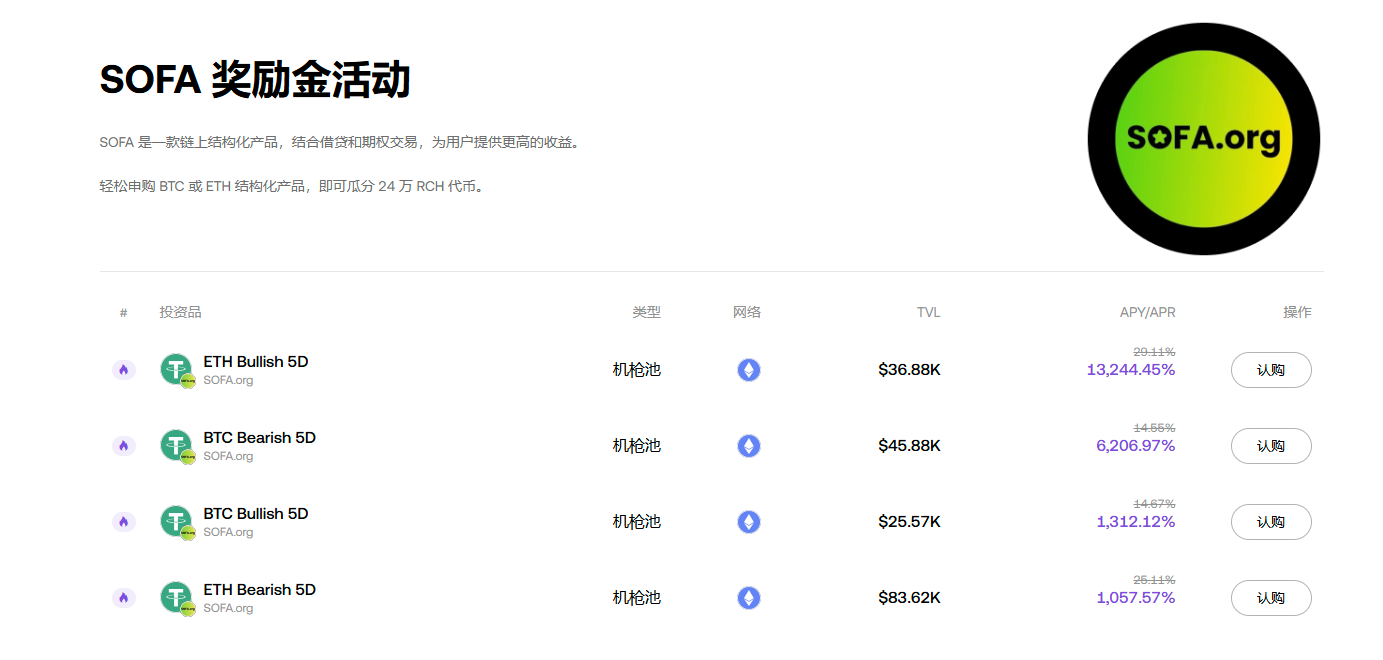 SOFA 奖励金活动
SOFA.org
SOFA 是一款链上结构化产品，结合借贷和期权交易，为用户提供更高的收益。
轻松申购 BTC 或 ETH 结构化产品，即可瓜分 24 万 RCH 代币。
# 投资品 类型 网络 TVL APY/APR 操作
29.11%
ETH Bullish 5D 机枪池 $36.88K 13,244.45% 认购
SOFA.org
14.55%
BTC Bearish 5D 机枪池 $45.88K 6,206.97% 认购
SOFA.org
14.67%
BTC Bullish 5D 机枪池 $25.57K 1,312.12% 认购
SOFA.org
25.11%
ETH Bearish 5D 机枪池 $83.62K 1,057.57% 认购
SOFA.org